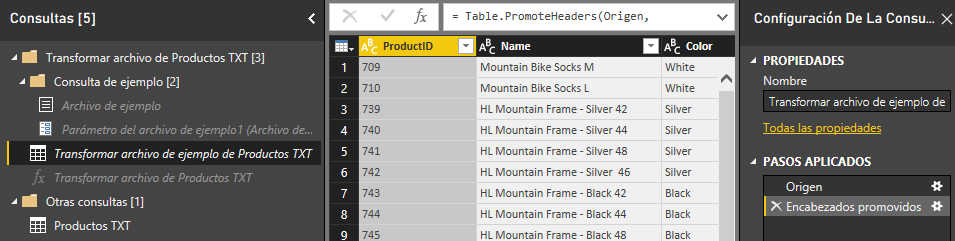 Consultas [5]
Transformar archivo de Productos TXT [3]
Consulta de ejemplo [2]
Archivo de ejemplo
Parámetro del archivo de ejemplo1 (Archivo de...
Transformar archivo de ejemplo de Productos TXT
fx Transformar archivo de Productos TXT
Otras consultas [1]
Productos TXT
fx = Table.PromoteHeaders(Origen,
ABC ProductID ABC Name ABC Color
1 709 Mountain Bike Socks M White
2 710 Mountain Bike Socks L White
3 739 HL Mountain Frame - Silver 42 Silver
4 740 HL Mountain Frame - Silver 44 Silver
5 741 HL Mountain Frame - Silver 48 Silver
6 742 HL Mountain Frame - Silver  46 Silver
7 743 HL Mountain Frame - Black 42 Black
8 744 HL Mountain Frame - Black 44 Black
9 745 HL Mountain Frame - Black 48 Black
Configuración De La Consu...
PROPIEDADES
Nombre
Transformar archivo de ejemplo de
Todas las propiedades
PASOS APLICADOS
Origen
Encabezados promovidos